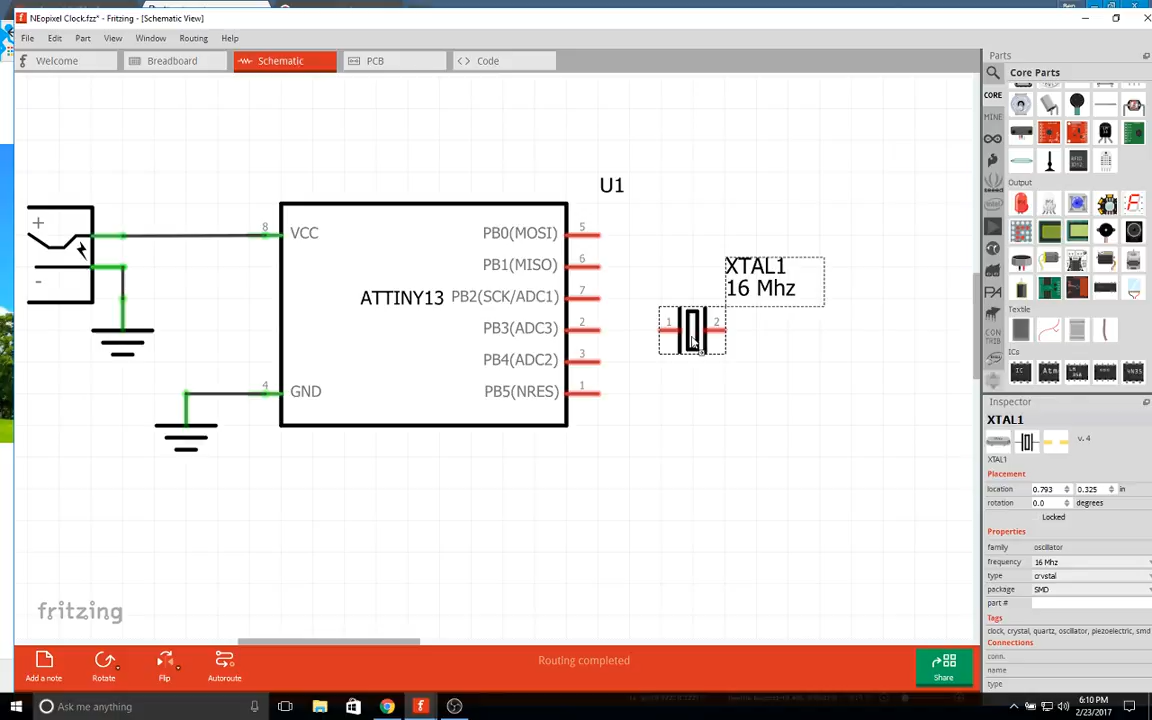 NEopixel Clock.fzz* - Fritzing - [Schematic View]
File Edit Part View Window Routing Help
Welcome Breadboard Schematic PCB Code
Parts
Core Parts
CORE
MINE
Output
Textile
ICs
U1
8 VCC
4 GND
ATTINY13
PB0(MOSI) 5
PB1(MISO) 6
PB2(SCK/ADC1) 7
PB3(ADC3) 2
PB4(ADC2) 3
PB5(NRES) 1
XTAL1
16 Mhz
1 2
+
-
fritzing
Inspector
XTAL1
v. 4
XTAL1
Placement
location 0.793 0.325 in
rotation 0.0 degrees
Locked
Properties
family oscillator
frequency 16 Mhz
type crystal
package SMD
part #
Tags
clock, crystal, quartz, oscillator, piezoelectric, smd
Connections
conn.
name
type
Add a note Rotate Flip Autoroute
Routing completed
Share
Ask me anything
6:10 PM
2/23/2017